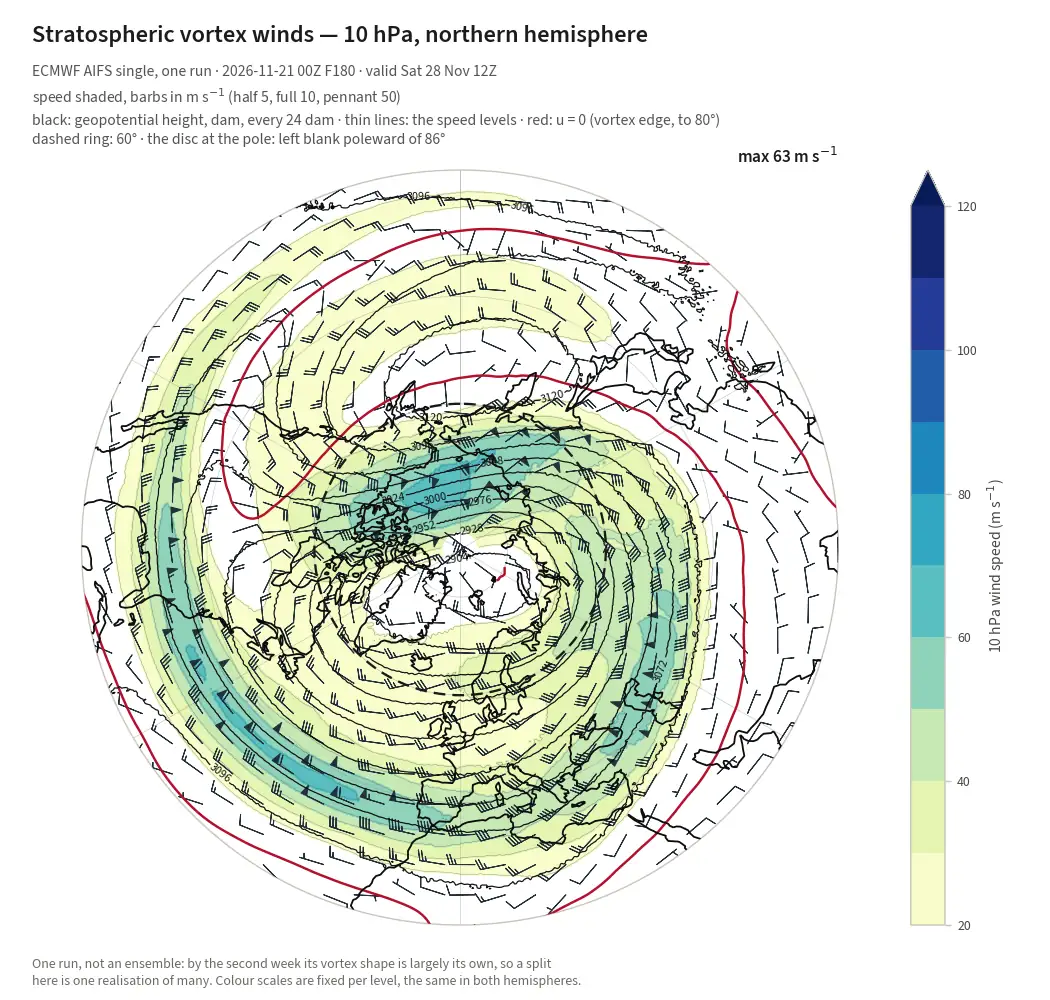 Stratospheric vortex winds — 10 hPa, northern hemisphere
ECMWF AIFS single, one run · 2026-11-21 00Z F180 · valid Sat 28 Nov 12Z
speed shaded, barbs in m s⁻¹ (half 5, full 10, pennant 50)
black: geopotential height, dam, every 24 dam · thin lines: the speed levels · red: u = 0 (vortex edge, to 80°)
dashed ring: 60° · the disc at the pole: left blank poleward of 86°
max 63 m s⁻¹
3096
3120
3024
3000
2976
2952
2928
3072
3096
120
100
80
60
40
20
10 hPa wind speed (m s⁻¹)
One run, not an ensemble: by the second week its vortex shape is largely its own, so a split
here is one realisation of many. Colour scales are fixed per level, the same in both hemispheres.